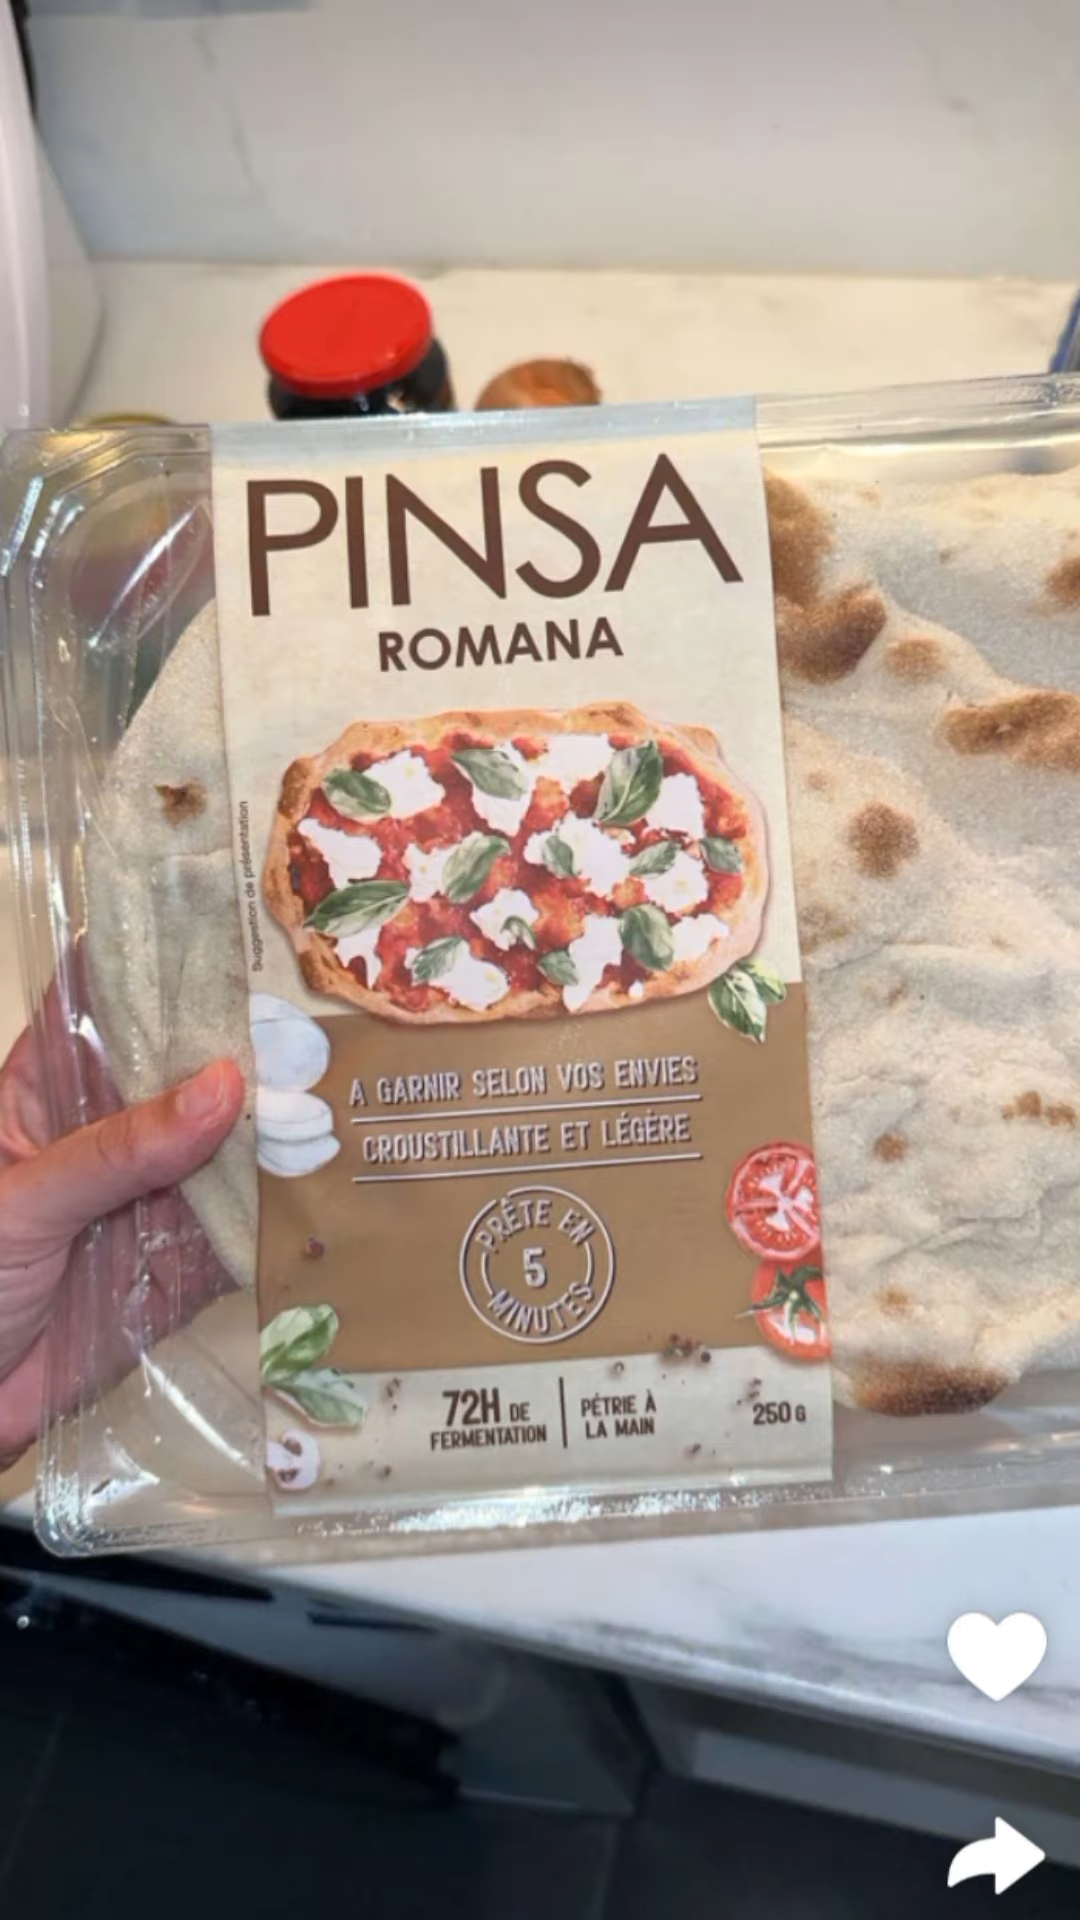 PINSA
ROMANA
Suggestion de présentation
A GARNIR SELON VOS ENVIES
CROUSTILLANTE ET LÉGÈRE
PRÊTE EN
5
MINUTES
72H DE
FERMENTATION
PÉTRIE À
LA MAIN
250 G